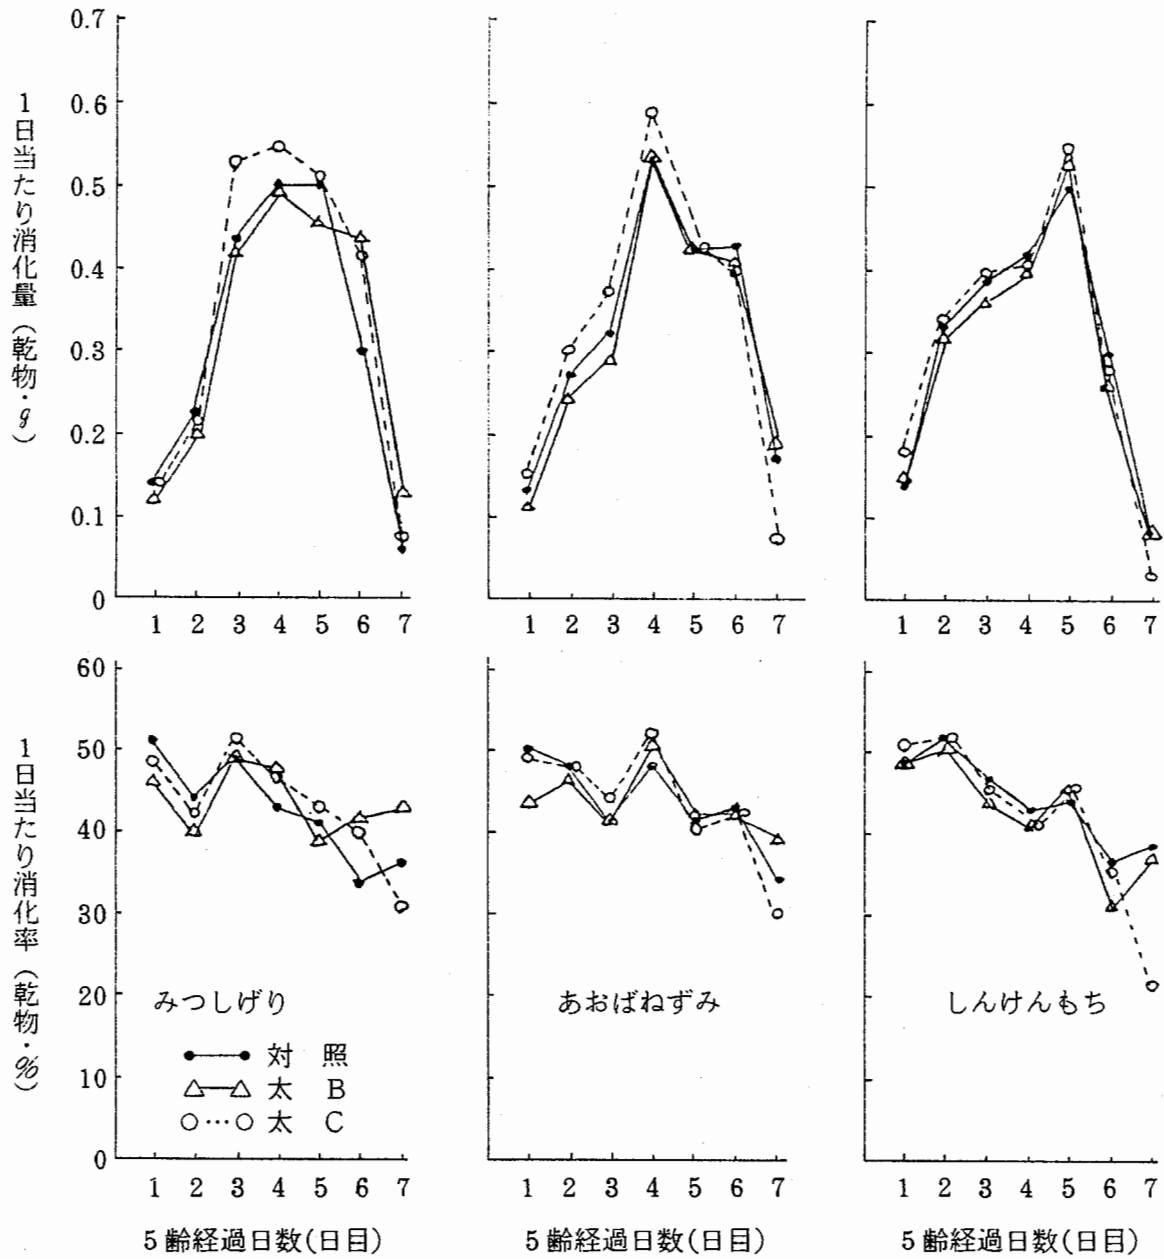 1日当たり消化量（乾物・g）
0.7
0.6
0.5
0.4
0.3
0.2
0.1
0
1 2 3 4 5 6 7
1 2 3 4 5 6 7
1 2 3 4 5 6 7
1日当たり消化率（乾物・%）
60
50
40
30
20
10
0
みつしげり
あおばねずみ
しんけんもち
対 照
太 B
太 C
1 2 3 4 5 6 7
1 2 3 4 5 6 7
1 2 3 4 5 6 7
5齢経過日数(日目)
5齢経過日数(日目)
5齢経過日数(日目)